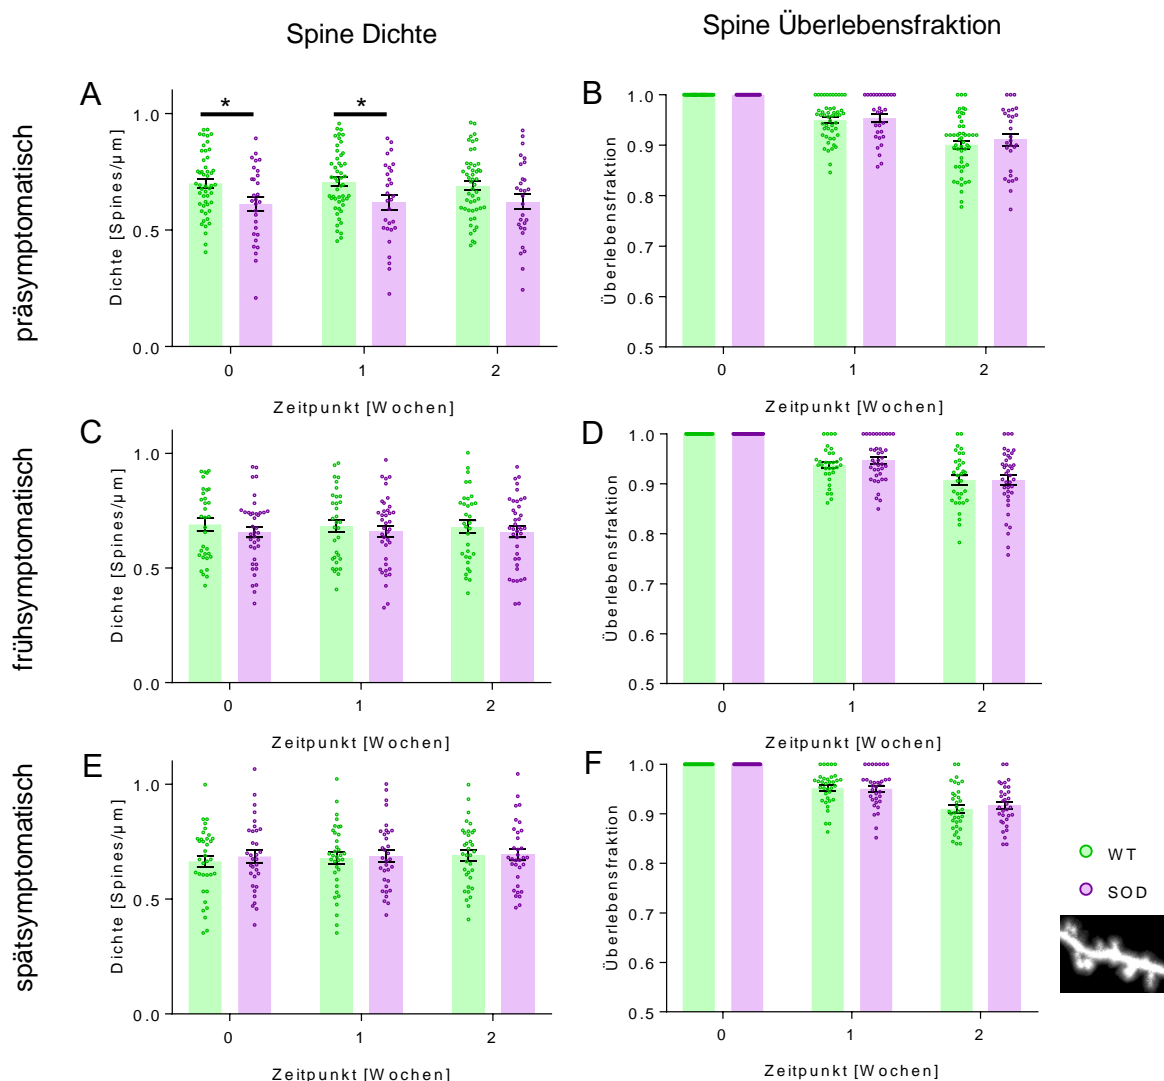 Spine Dichte
Spine Überlebensfraktion
präsymptomatisch
A
* *
Dichte [Spines/µm]
1.0
0.5
0.0
0 1 2
Zeitpunkt [Wochen]
B
Überlebensfraktion
1.0
0.9
0.8
0.7
0.6
0.5
0 1 2
Zeitpunkt [Wochen]
frühsymptomatisch
C
Dichte [Spines/µm]
1.0
0.5
0.0
0 1 2
Zeitpunkt [Wochen]
D
Überlebensfraktion
1.0
0.9
0.8
0.7
0.6
0.5
0 1 2
Zeitpunkt [Wochen]
spätsymptomatisch
E
Dichte [Spines/µm]
1.0
0.5
0.0
0 1 2
Zeitpunkt [Wochen]
F
Überlebensfraktion
1.0
0.9
0.8
0.7
0.6
0.5
0 1 2
Zeitpunkt [Wochen]
WT
SOD